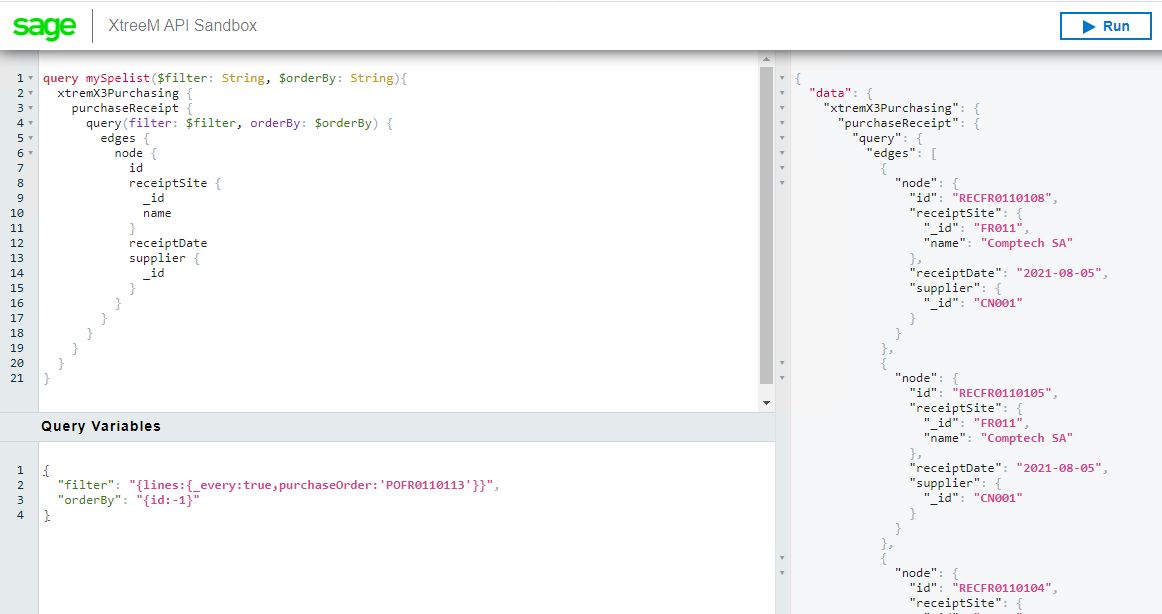 sage XtreeM API Sandbox Run
1 query mySpelist($filter: String, $orderBy: String){
2 xtremX3Purchasing {
3 purchaseReceipt {
4 query(filter: $filter, orderBy: $orderBy) {
5 edges {
6 node {
7 id
8 receiptSite {
9 _id
10 name
11 }
12 receiptDate
13 supplier {
14 _id
15 }
16 }
17 }
18 }
19 }
20 }
21 }
Query Variables
1 {
2 "filter": "{lines:{_every:true,purchaseOrder:'POFR0110113'}}",
3 "orderBy": "{id:-1}"
4 }
{
"data": {
"xtremX3Purchasing": {
"purchaseReceipt": {
"query": {
"edges": [
{
"node": {
"id": "RECFR0110108",
"receiptSite": {
"_id": "FR011",
"name": "Comptech SA"
},
"receiptDate": "2021-08-05",
"supplier": {
"_id": "CN001"
}
}
},
{
"node": {
"id": "RECFR0110105",
"receiptSite": {
"_id": "FR011",
"name": "Comptech SA"
},
"receiptDate": "2021-08-05",
"supplier": {
"_id": "CN001"
}
}
},
{
"node": {
"id": "RECFR0110104",
"receiptSite": {